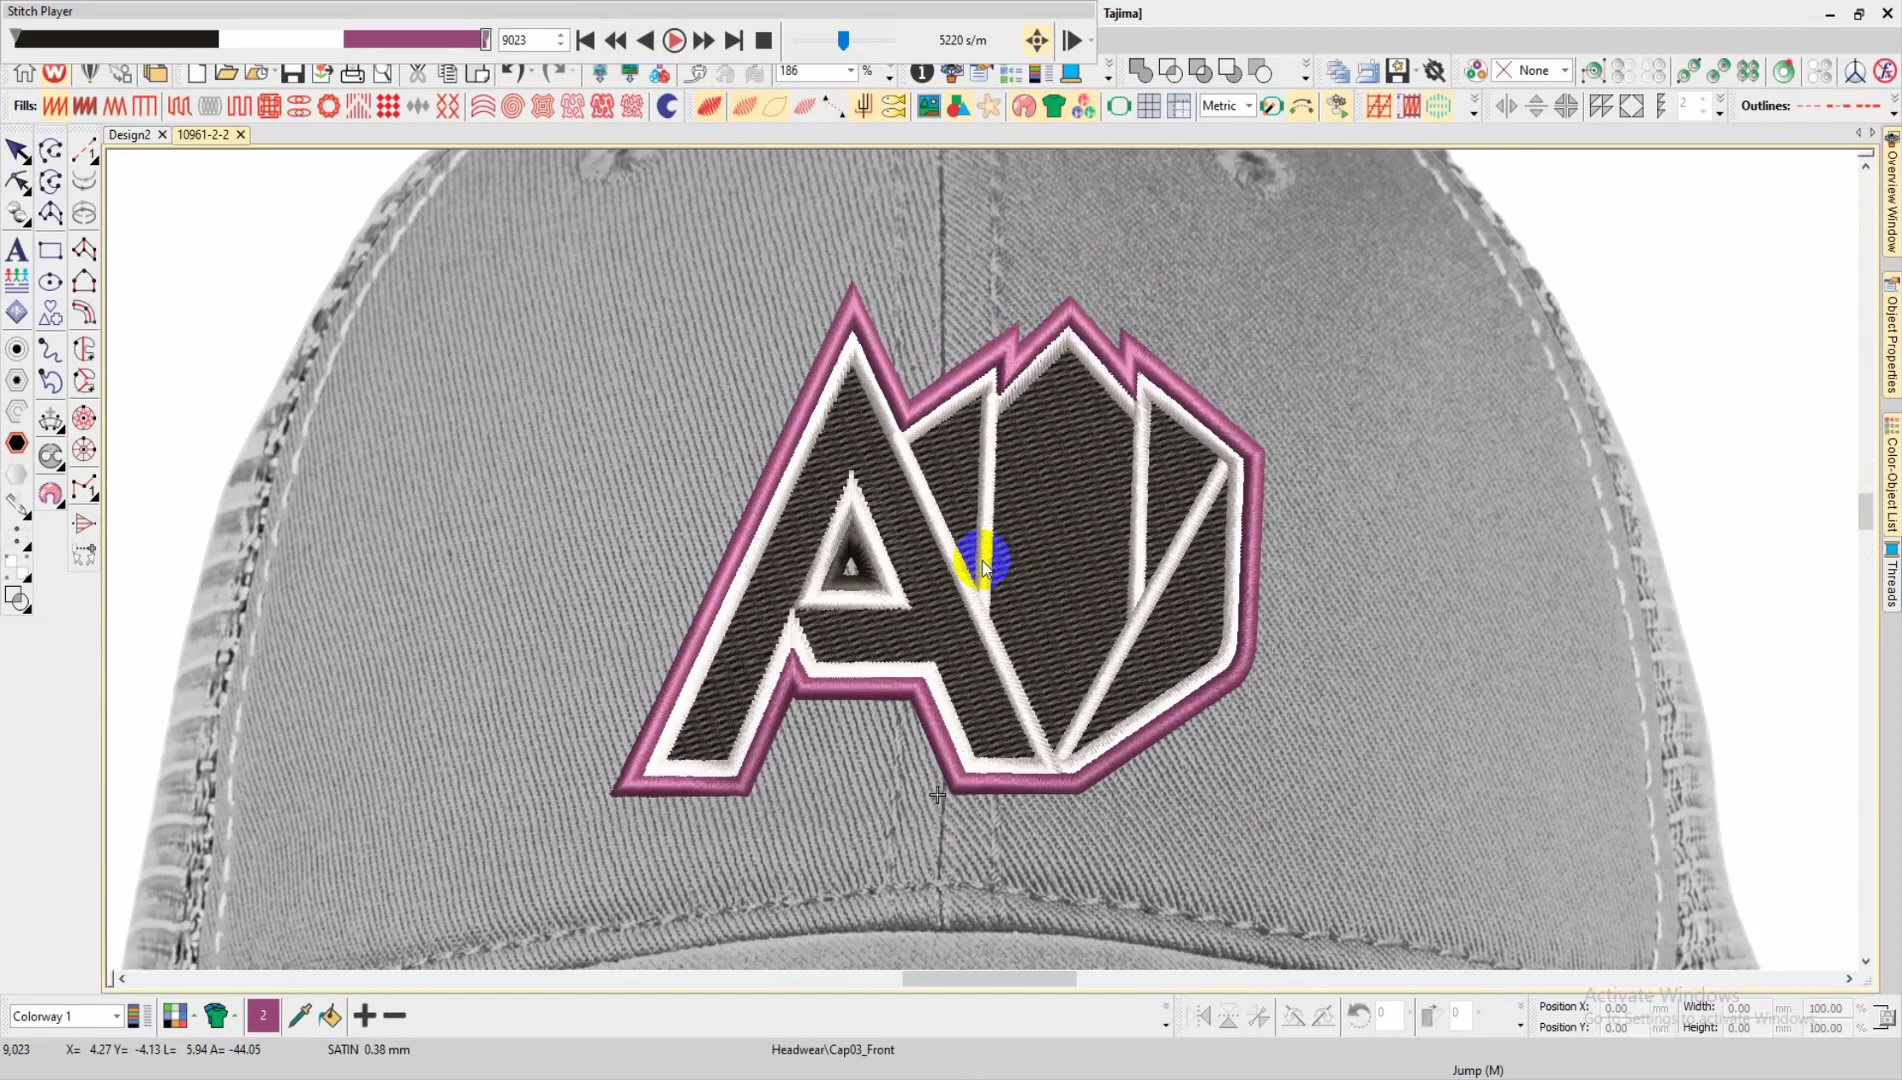 Stitch Player
Tajima]
9023
5220 s/m
186
%
None
Fills:
Metric
2
Outlines:
Design2
10961-2-2
Overview Window
Object Properties
Color-Object List
Threads
A
Colorway 1
2
0
0
Position X: 0.00 mm
Width: 0.00 mm 100.00 %
Position Y: 0.00 mm
Height: 0.00 mm 100.00 %
Activate Windows
Go to Settings to activate Windows.
9,023
X= 4.27 Y= -4.13 L= 5.94 A= -44.05
SATIN 0.38 mm
Headwear\Cap03_Front
Jump (M)